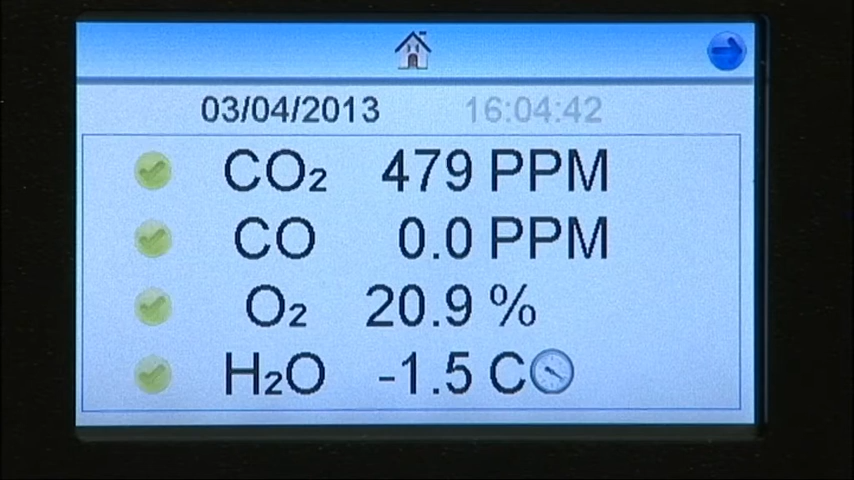 03/04/2013 16:04:42
CO₂ 479 PPM
CO 0.0 PPM
O₂ 20.9 %
H₂O -1.5 C